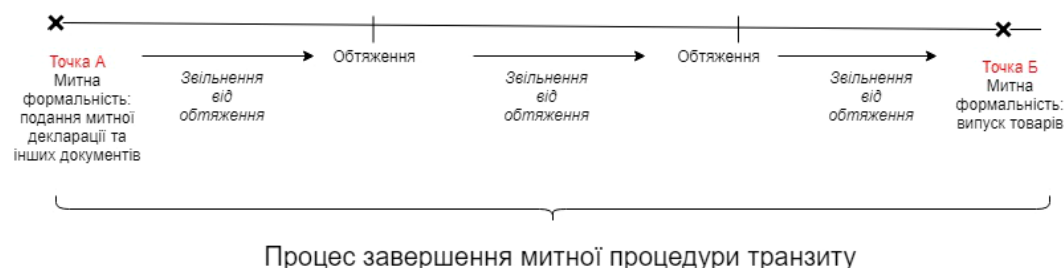 Точка А
Митна
формальність:
подання митної
декларації та
інших документів
Звільнення
від
обтяження
Обтяження
Звільнення
від
обтяження
Обтяження
Звільнення
від
обтяження
Точка Б
Митна
формальність:
випуск товарів
Процес завершення митної процедури транзиту